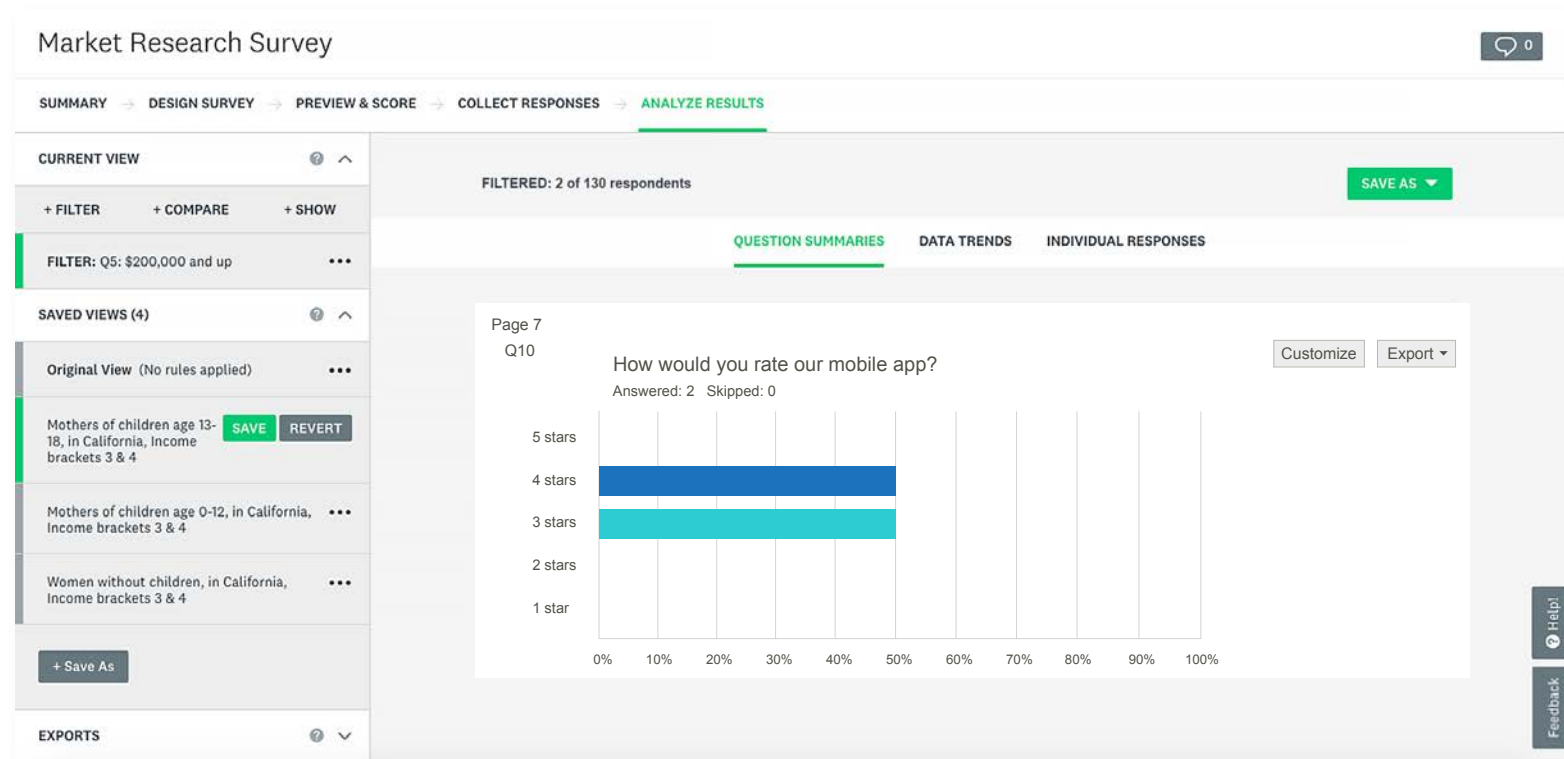 Market Research Survey
0
SUMMARY → DESIGN SURVEY → PREVIEW & SCORE → COLLECT RESPONSES → ANALYZE RESULTS
CURRENT VIEW
+ FILTER + COMPARE + SHOW
FILTER: Q5: $200,000 and up
SAVED VIEWS (4)
Original View (No rules applied)
Mothers of children age 13-
18, in California, Income
brackets 3 & 4
SAVE REVERT
Mothers of children age 0-12, in California,
Income brackets 3 & 4
Women without children, in California,
Income brackets 3 & 4
+ Save As
EXPORTS
FILTERED: 2 of 130 respondents
SAVE AS
QUESTION SUMMARIES DATA TRENDS INDIVIDUAL RESPONSES
Page 7
Q10
How would you rate our mobile app?
Answered: 2 Skipped: 0
Customize Export
5 stars
4 stars
3 stars
2 stars
1 star
0% 10% 20% 30% 40% 50% 60% 70% 80% 90% 100%
? Help!
Feedback